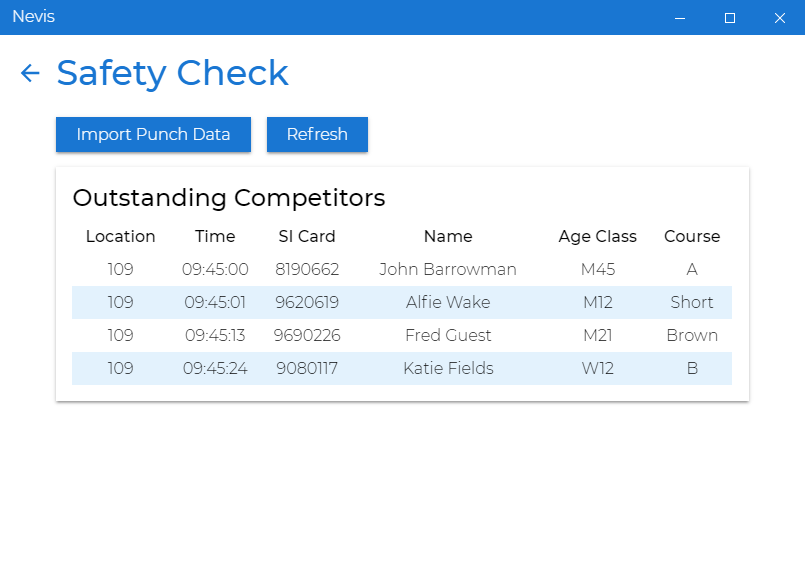 Nevis
Safety Check
Import Punch Data Refresh
Outstanding Competitors
Location Time SI Card Name Age Class Course
109 09:45:00 8190662 John Barrowman M45 A
109 09:45:01 9620619 Alfie Wake M12 Short
109 09:45:13 9690226 Fred Guest M21 Brown
109 09:45:24 9080117 Katie Fields W12 B